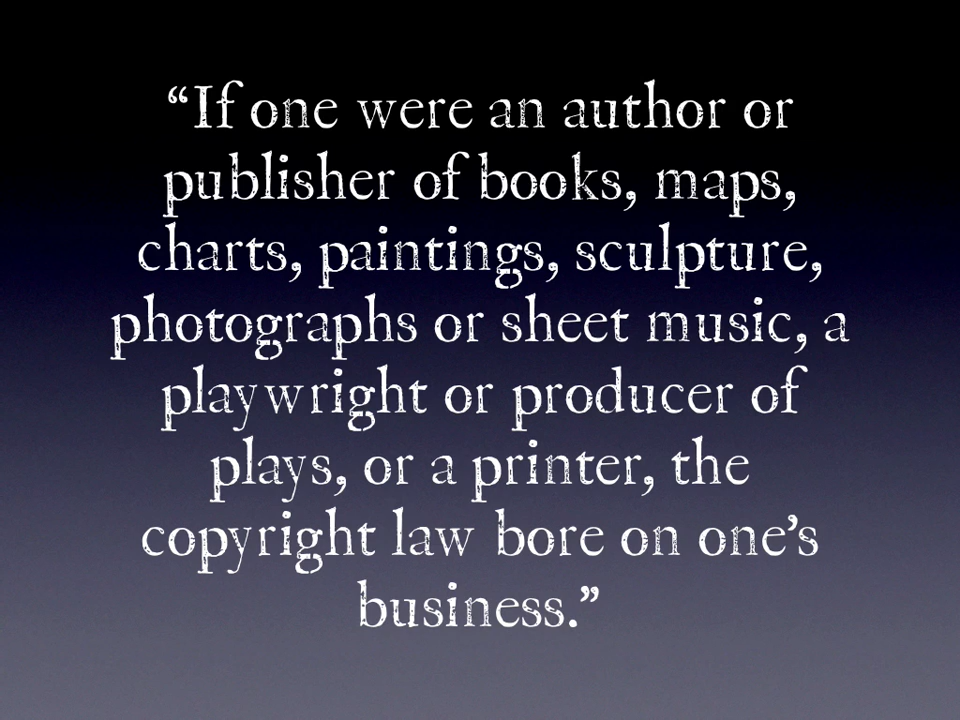 “If one were an author or
publisher of books, maps,
charts, paintings, sculpture,
photographs or sheet music, a
playwright or producer of
plays, or a printer, the
copyright law bore on one’s
business.”